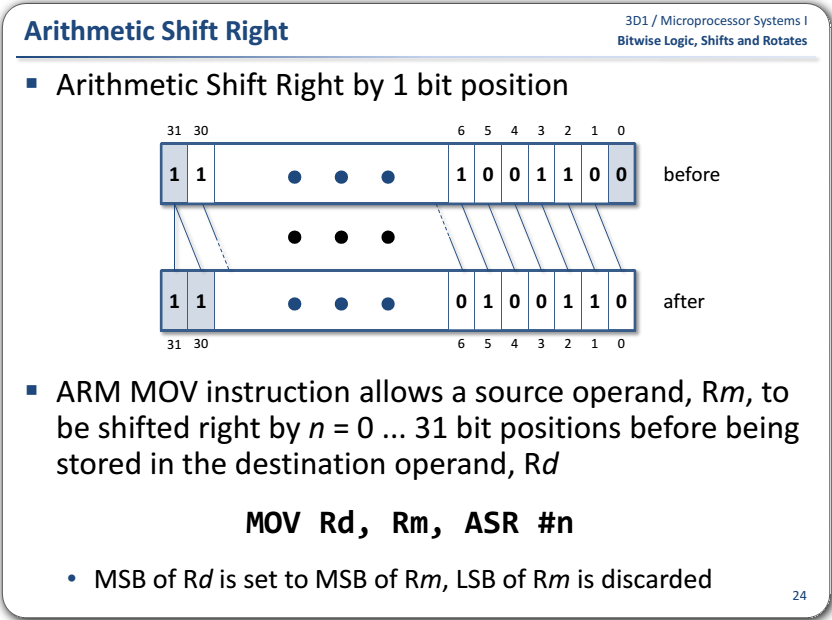 Arithmetic Shift Right
3D1 / Microprocessor Systems I
Bitwise Logic, Shifts and Rotates
Arithmetic Shift Right by 1 bit position
31 30 6 5 4 3 2 1 0
1 1 1 0 0 1 1 0 0 before
1 1 0 1 0 0 1 1 0 after
31 30 6 5 4 3 2 1 0
ARM MOV instruction allows a source operand, Rm, to
be shifted right by n = 0 ... 31 bit positions before being
stored in the destination operand, Rd
MOV Rd, Rm, ASR #n
• MSB of Rd is set to MSB of Rm, LSB of Rm is discarded
24